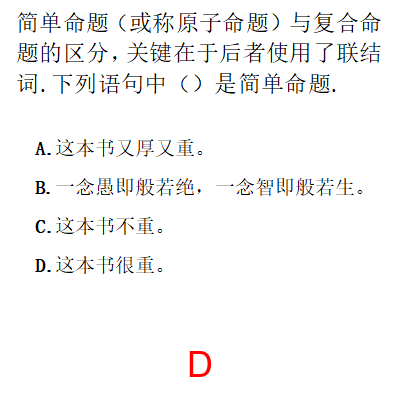 简单命题（或称原子命题）与复合命
题的区分，关键在于后者使用了联结
词．下列语句中（）是简单命题．
A.这本书又厚又重。
B.一念愚即般若绝，一念智即般若生。
C.这本书不重。
D.这本书很重。
D